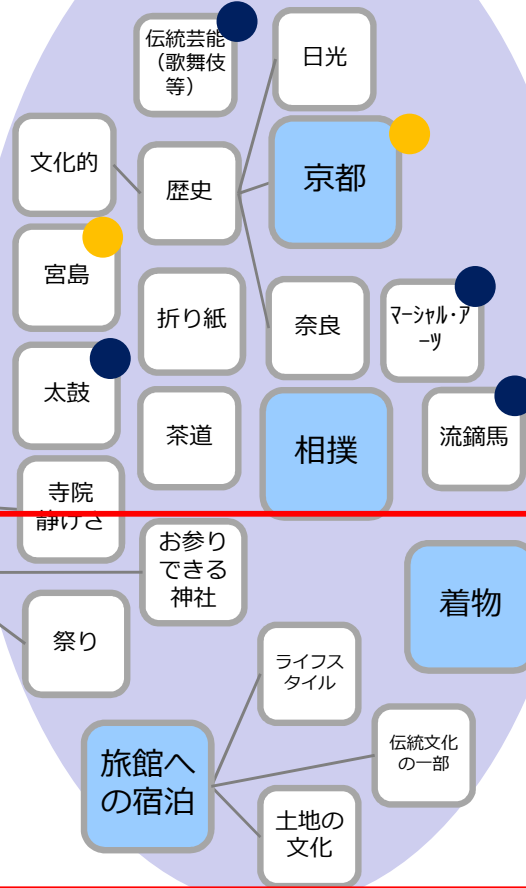 伝統芸能
（歌舞伎
等）
日光
文化的
歴史
京都
宮島
折り紙
奈良
ﾏｰｼｬﾙ･ｱ
ｰﾂ
太鼓
茶道
相撲
流鏑馬
寺院
静けさ
お参り
できる
神社
着物
祭り
ライフス
タイル
旅館へ
の宿泊
伝統文化
の一部
土地の
文化